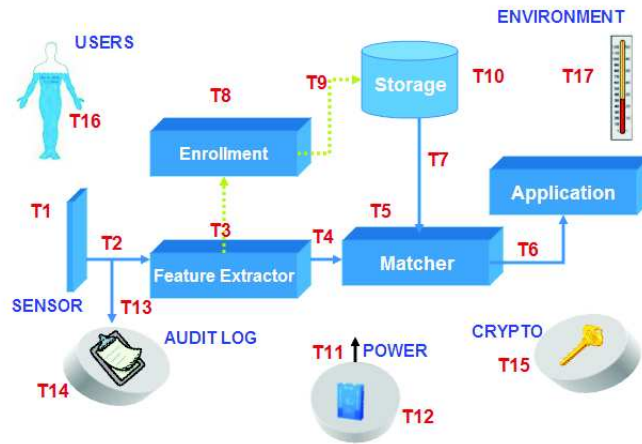 USERS
ENVIRONMENT
T8
T9
Storage
T10
T17
T16
Enrollment
T7
T1
T5
Application
T2
T3
T4
T6
Feature Extractor
Matcher
SENSOR
T13
AUDIT LOG
T14
T11
POWER
T12
CRYPTO
T15